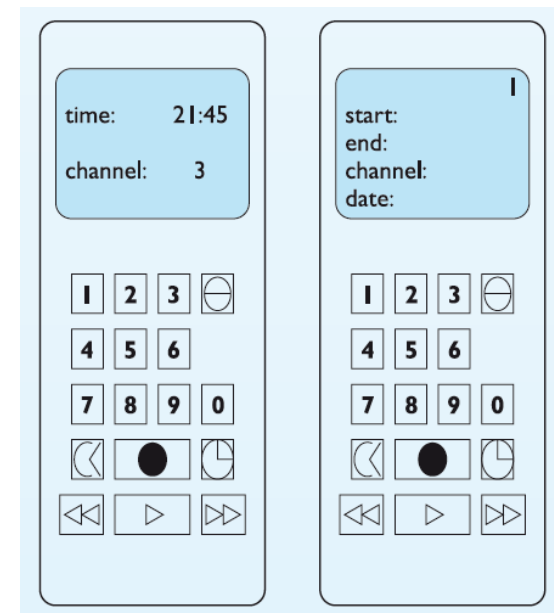 time: 21:45
channel: 3
1 2 3
4 5 6
7 8 9 0
1
start:
end:
channel:
date:
1 2 3
4 5 6
7 8 9 0